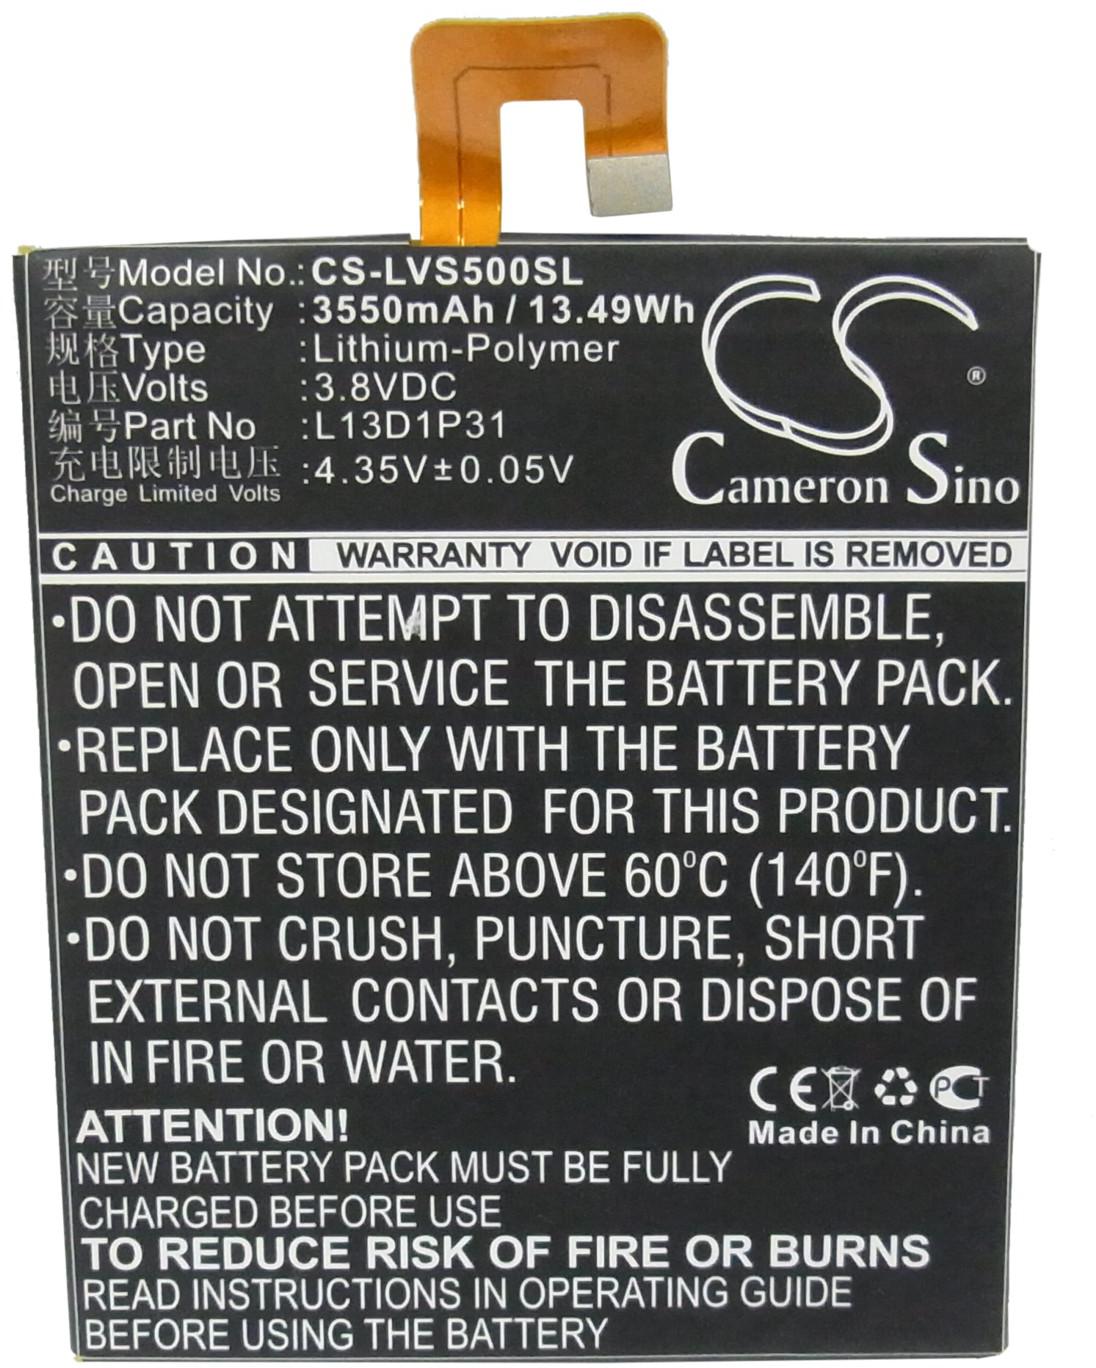 型号Model No.: CS-LVS500SL
容量Capacity : 3550mAh / 13.49Wh
规格Type : Lithium-Polymer
电压Volts : 3.8VDC
编号Part No : L13D1P31
充电限制电压 : 4.35V±0.05V
Charge Limited Volts
CS ®
Cameron Sino
CAUTION WARRANTY VOID IF LABEL IS REMOVED
•DO NOT ATTEMPT TO DISASSEMBLE,
OPEN OR SERVICE THE BATTERY PACK.
•REPLACE ONLY WITH THE BATTERY
PACK DESIGNATED FOR THIS PRODUCT.
•DO NOT STORE ABOVE 60°C (140°F).
•DO NOT CRUSH, PUNCTURE, SHORT
EXTERNAL CONTACTS OR DISPOSE OF
IN FIRE OR WATER.
CE PCT
Made In China
ATTENTION!
NEW BATTERY PACK MUST BE FULLY
CHARGED BEFORE USE
TO REDUCE RISK OF FIRE OR BURNS
READ INSTRUCTIONS IN OPERATING GUIDE
BEFORE USING THE BATTERY